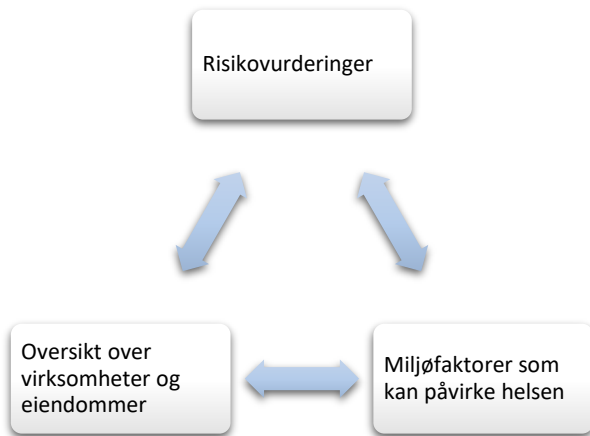 Risikovurderinger
Oversikt over
virksomheter og
eiendommer
Miljøfaktorer som
kan påvirke helsen